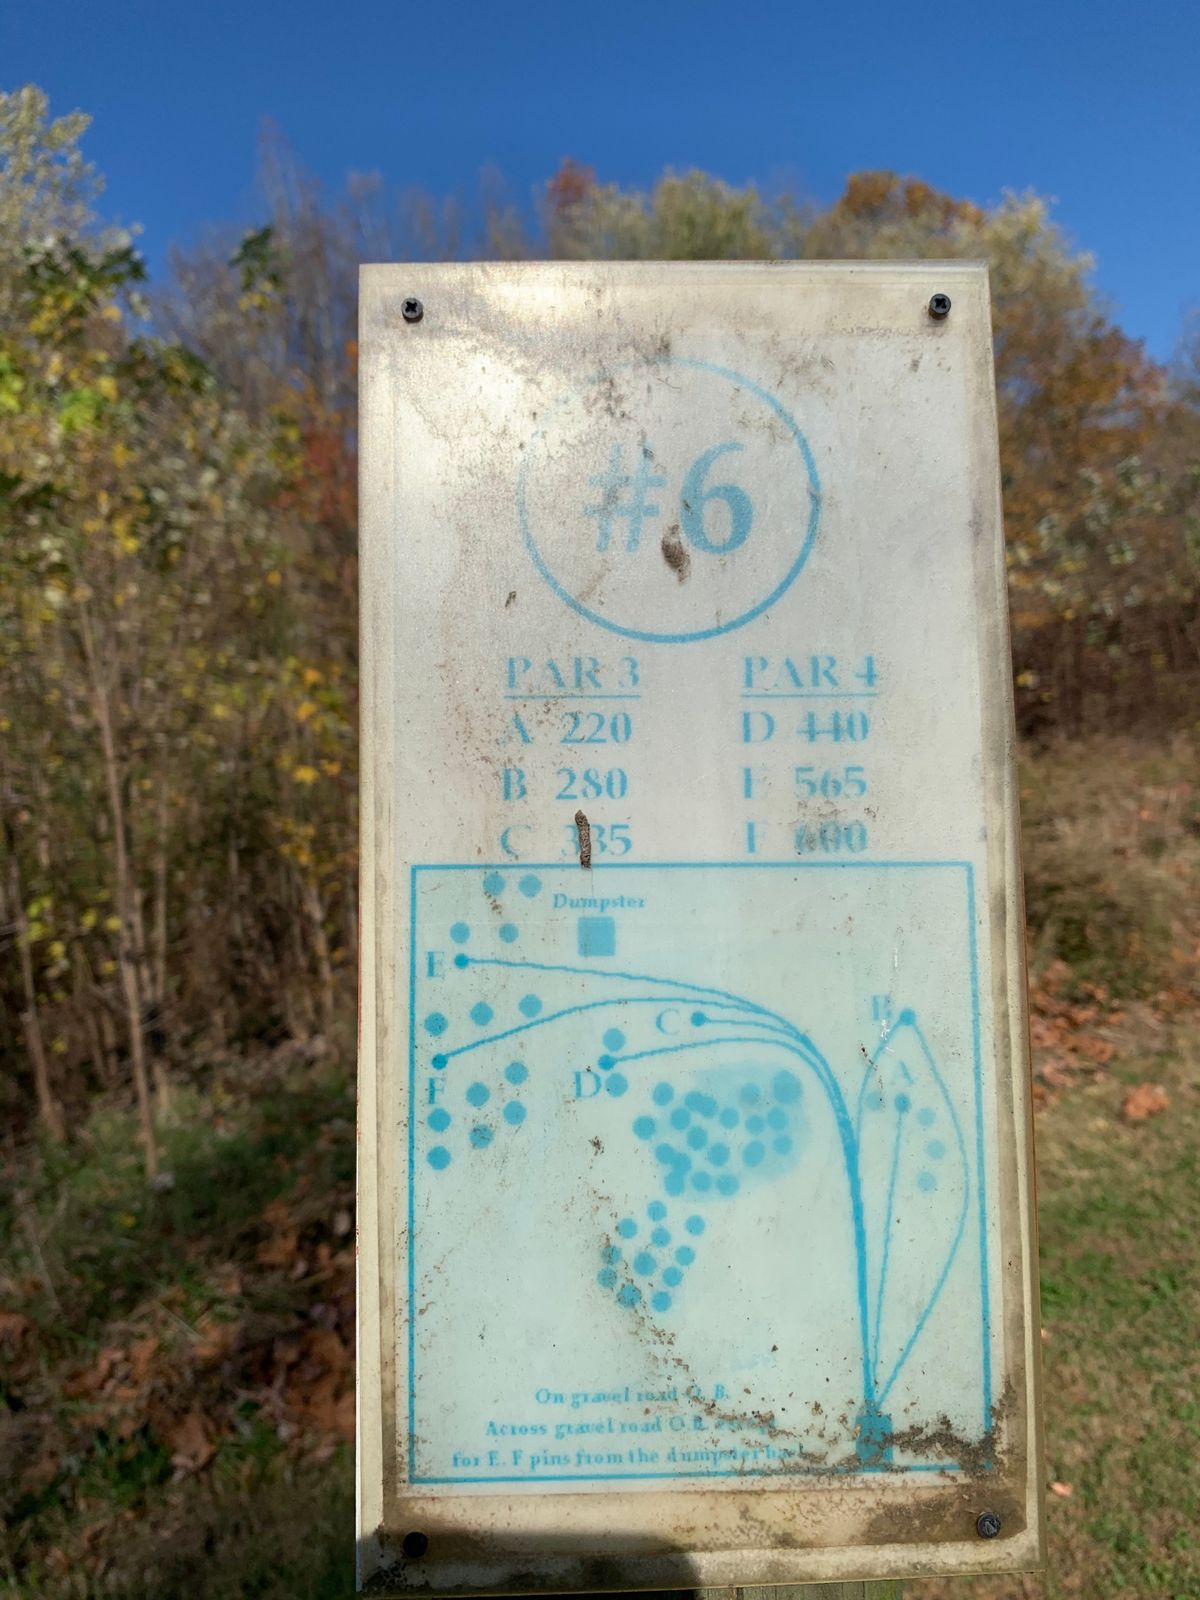 #6
PAR 3 PAR 4
A 220 D 440
B 280 E 565
C 335 F 600
Dumpster
E
B
C
A
F
D
On gravel road O. B.
Across gravel road O.B. except
for E. F pins from the dumpster